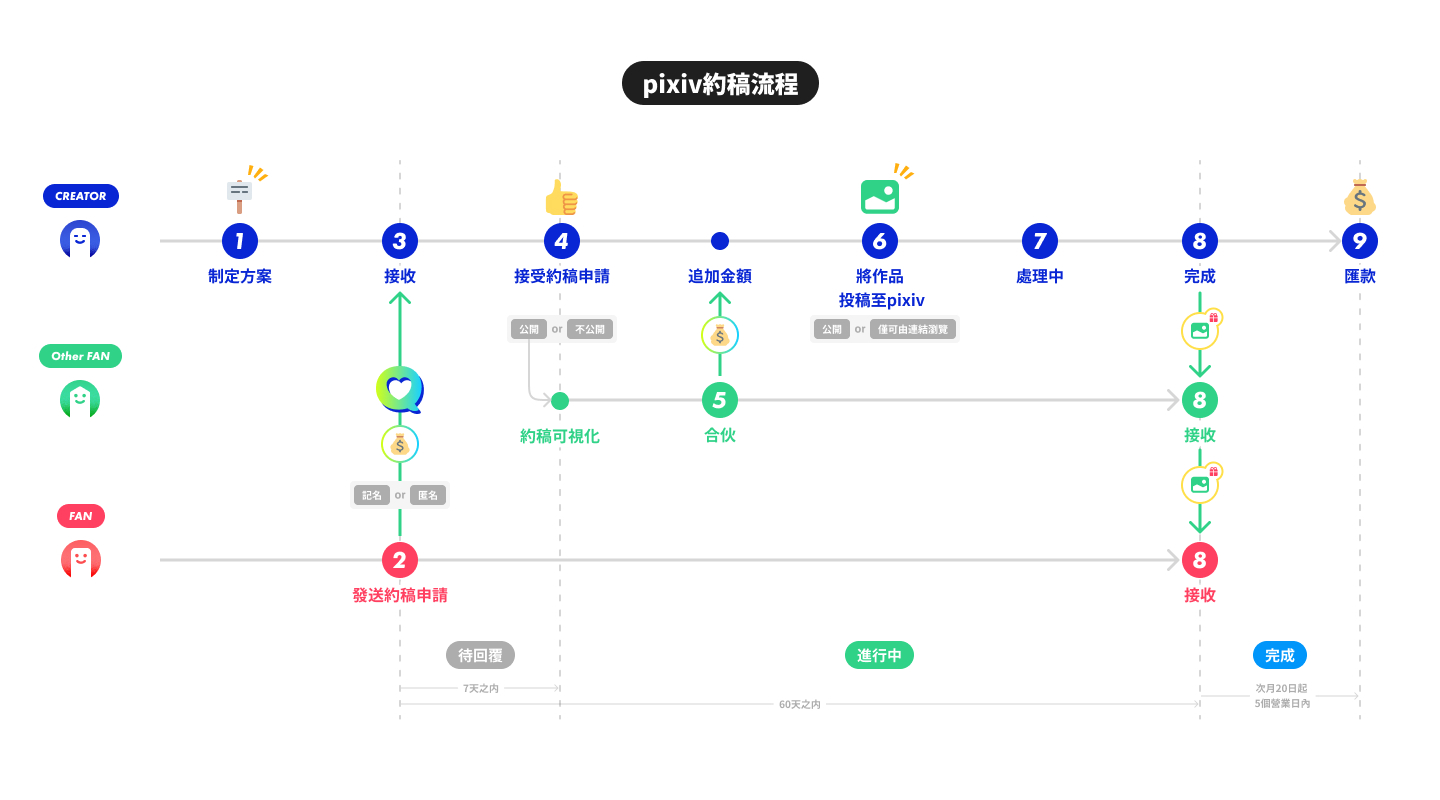 pixiv約稿流程
CREATOR
1
3
4
6
7
8
9
制定方案
接收
接受約稿申請
追加金額
將作品
投稿至pixiv
處理中
完成
匯款
公開 or 不公開
公開 or 僅可由連結瀏覽
$
$
Other FAN
5
8
約稿可視化
合伙
接收
$
記名 or 匿名
FAN
2
8
發送約稿申請
接收
待回覆
進行中
完成
7天之內
60天之內
次月20日起
5個營業日內